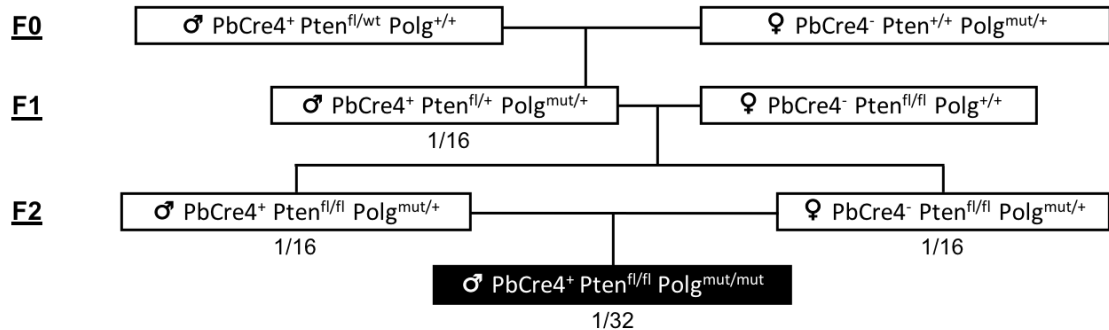 F0 ♂ PbCre4⁺ Ptenᶠˡ/ʷᵗ Polg⁺/⁺ ♀ PbCre4⁻ Pten⁺/⁺ Polgᵐᵘᵗ/⁺
F1 ♂ PbCre4⁺ Ptenᶠˡ/⁺ Polgᵐᵘᵗ/⁺ ♀ PbCre4⁻ Ptenᶠˡ/ᶠˡ Polg⁺/⁺
1/16
F2 ♂ PbCre4⁺ Ptenᶠˡ/ᶠˡ Polgᵐᵘᵗ/⁺ ♀ PbCre4⁻ Ptenᶠˡ/ᶠˡ Polgᵐᵘᵗ/⁺
1/16 1/16
♂ PbCre4⁺ Ptenᶠˡ/ᶠˡ Polgᵐᵘᵗ/ᵐᵘᵗ
1/32